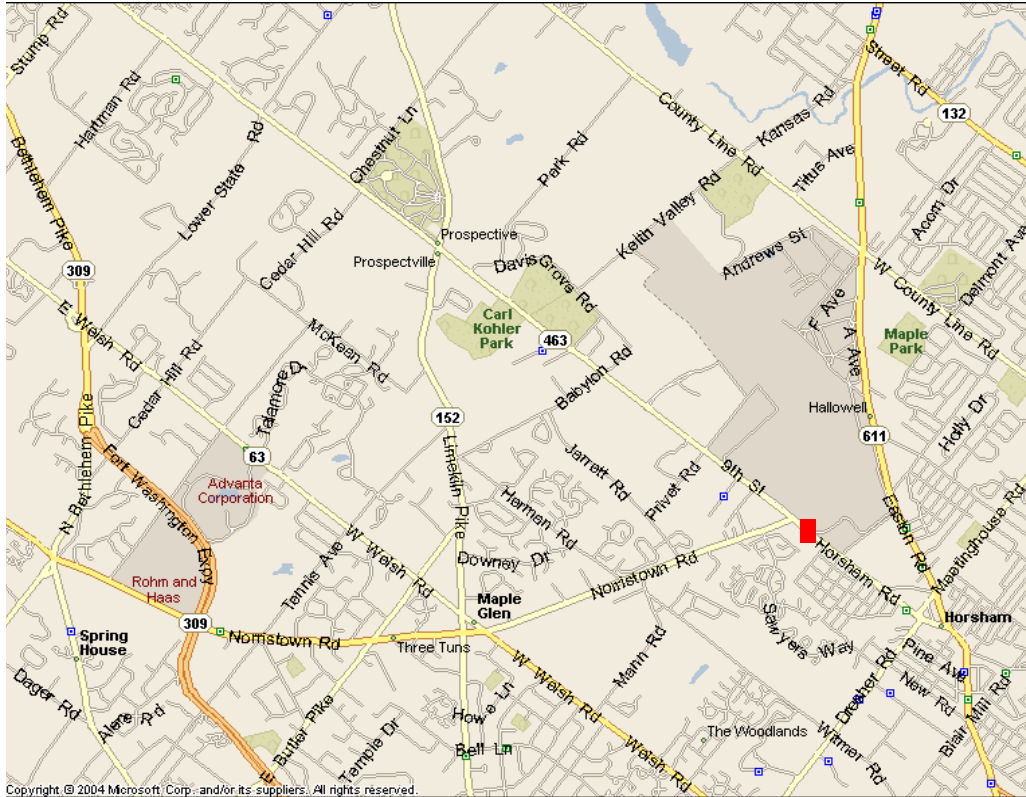 Stump Rd
Hartman Rd
Lower State Rd
Chestnut Ln
Park Rd
County Line Rd
Kansas Rd
Street Rd
132
Titus Ave
Acorn Dr
Delmont Ave
Bethlehem Pike
Cedar Hill Rd
Prospective
Prospectville
Davis Grove Rd
Keith Valley Rd
Andrews St
F Ave
A Ave
W County Line Rd
309
E Welsh Rd
McKean Rd
Carl
Kohler
Park
463
Maple
Park
Cedar Hill Rd
Talamore D
Babylon Rd
Hallowell
Holly Dr
152
611
63
Advanta
Corporation
N Bethlehem Pike
Fort Washington Expy
Limekiln Pike
Jarrett Rd
Privet Rd
9th St
Easton Rd
Meetinghouse Rd
Herman Rd
W Welsh Rd
Downey Dr
Norristown Rd
Horsham Rd
Rohm and
Haas
Tennis Ave
Maple
Glen
309
Norristown Rd
Three Tuns
Sawyers Way
Horsham
Spring
House
Mann Rd
Pine Ave
Dager Rd
W Welsh Rd
Dresher Rd
New Rd
Blair Mill Rd
Butler Pike
Temple Dr
Howe Ln
Bell Ln
Welsh Rd
The Woodlands
Witmer Rd
Copyright © 2004 Microsoft Corp. and/or its suppliers. All rights reserved.